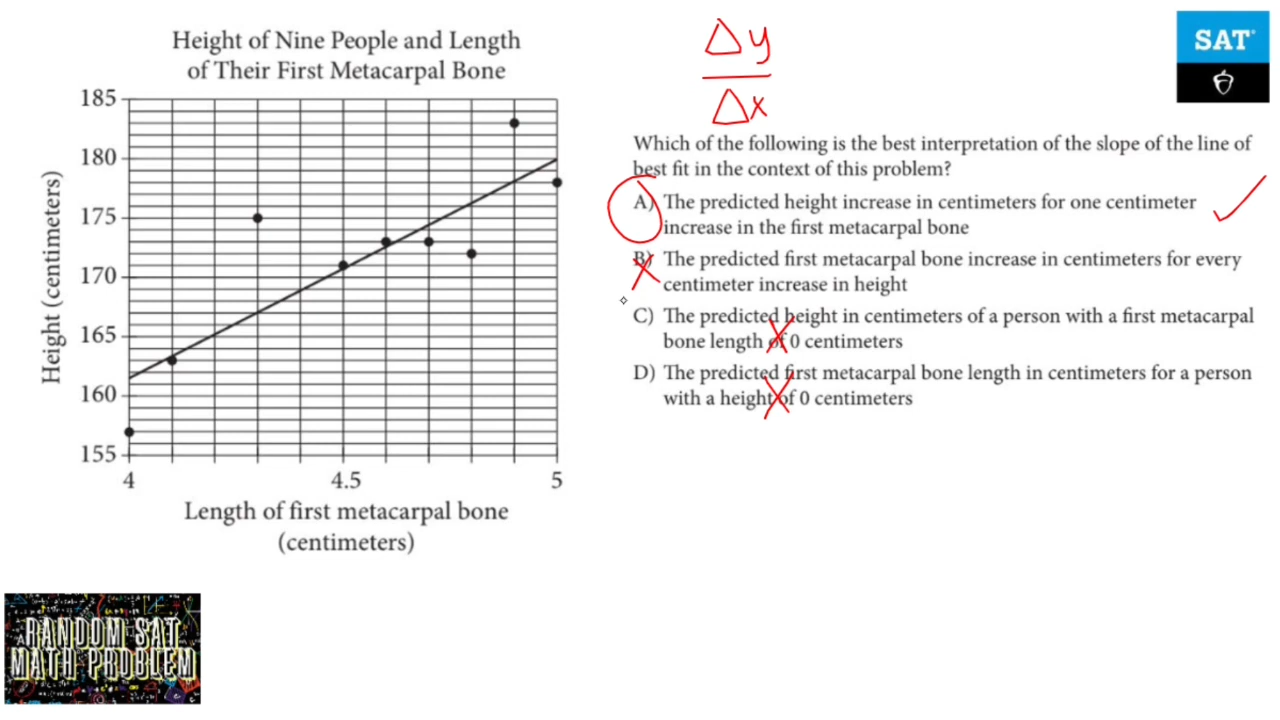 Height of Nine People and Length
of Their First Metacarpal Bone
185
180
175
170
165
160
155
Height (centimeters)
4
4.5
5
Length of first metacarpal bone
(centimeters)
Δy
Δx
SAT
Which of the following is the best interpretation of the slope of the line of
best fit in the context of this problem?
A) The predicted height increase in centimeters for one centimeter
increase in the first metacarpal bone
B) The predicted first metacarpal bone increase in centimeters for every
centimeter increase in height
C) The predicted height in centimeters of a person with a first metacarpal
bone length of 0 centimeters
D) The predicted first metacarpal bone length in centimeters for a person
with a height of 0 centimeters
RANDOM SAT
MATH PROBLEM